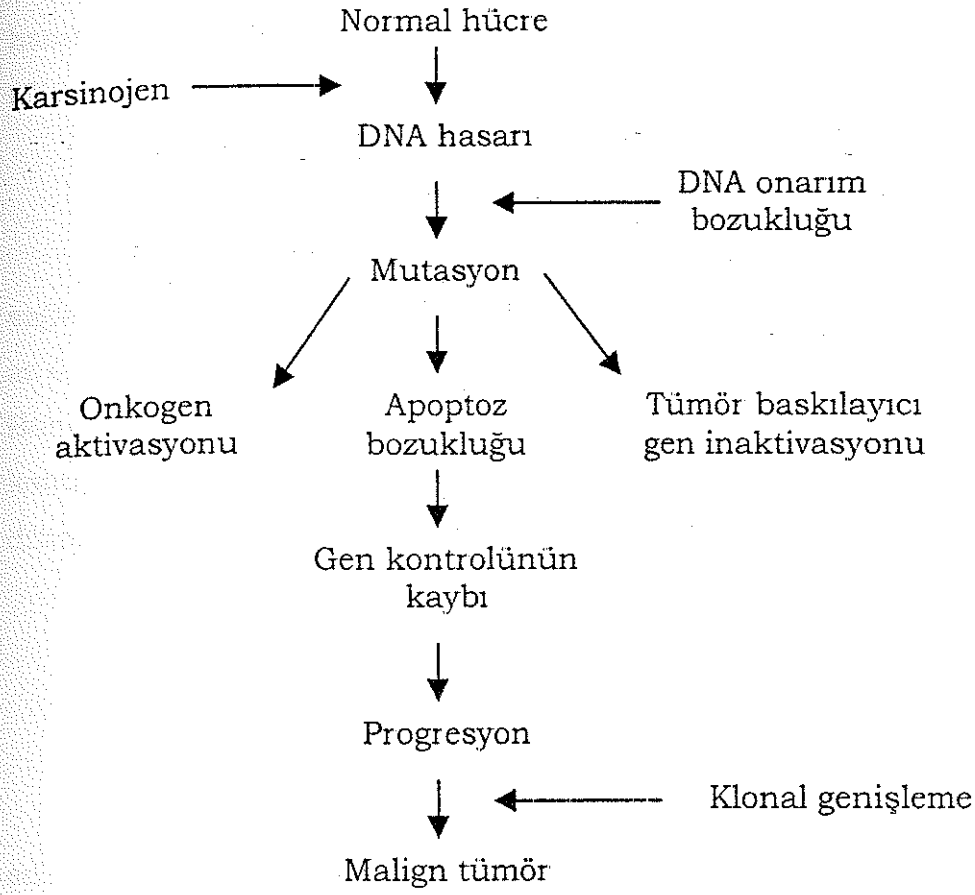 Normal hücre
Karsinojen
DNA hasarı
DNA onarım
bozukluğu
Mutasyon
Onkogen
aktivasyonu
Apoptoz
bozukluğu
Tümör baskılayıcı
gen inaktivasyonu
Gen kontrolünün
kaybı
Progresyon
Klonal genişleme
Malign tümör